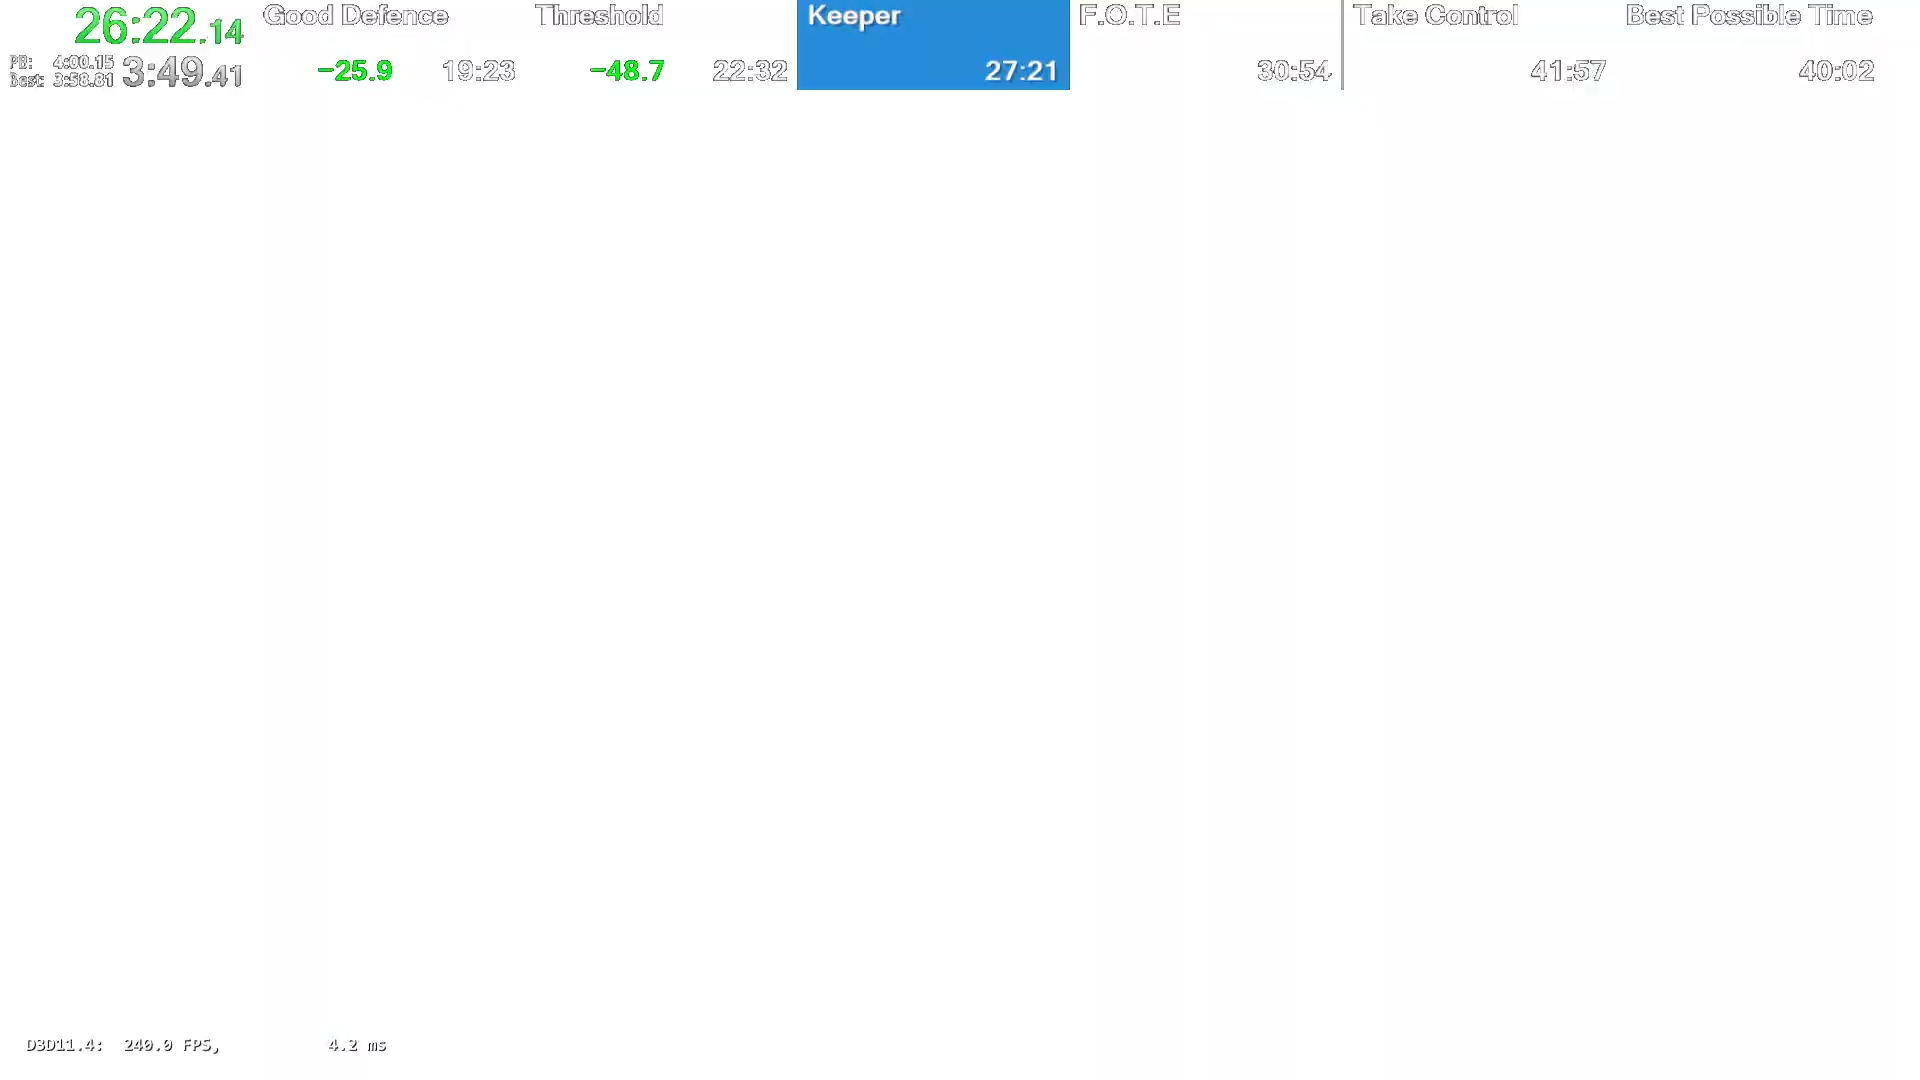 26:22.14
PB: 4:00.15
Best: 3:58.81
3:49.41
Good Defence
-25.9 19:23
Threshold
-48.7 22:32
Keeper
27:21
F.O.T.E
30:54
Take Control
41:57
Best Possible Time
40:02
D3D11.4: 240.0 FPS, 4.2 ms